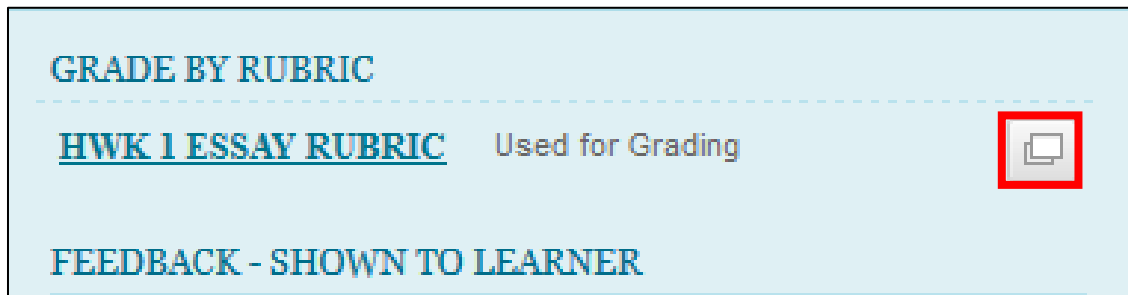 GRADE BY RUBRIC
HWK 1 ESSAY RUBRIC Used for Grading
FEEDBACK - SHOWN TO LEARNER